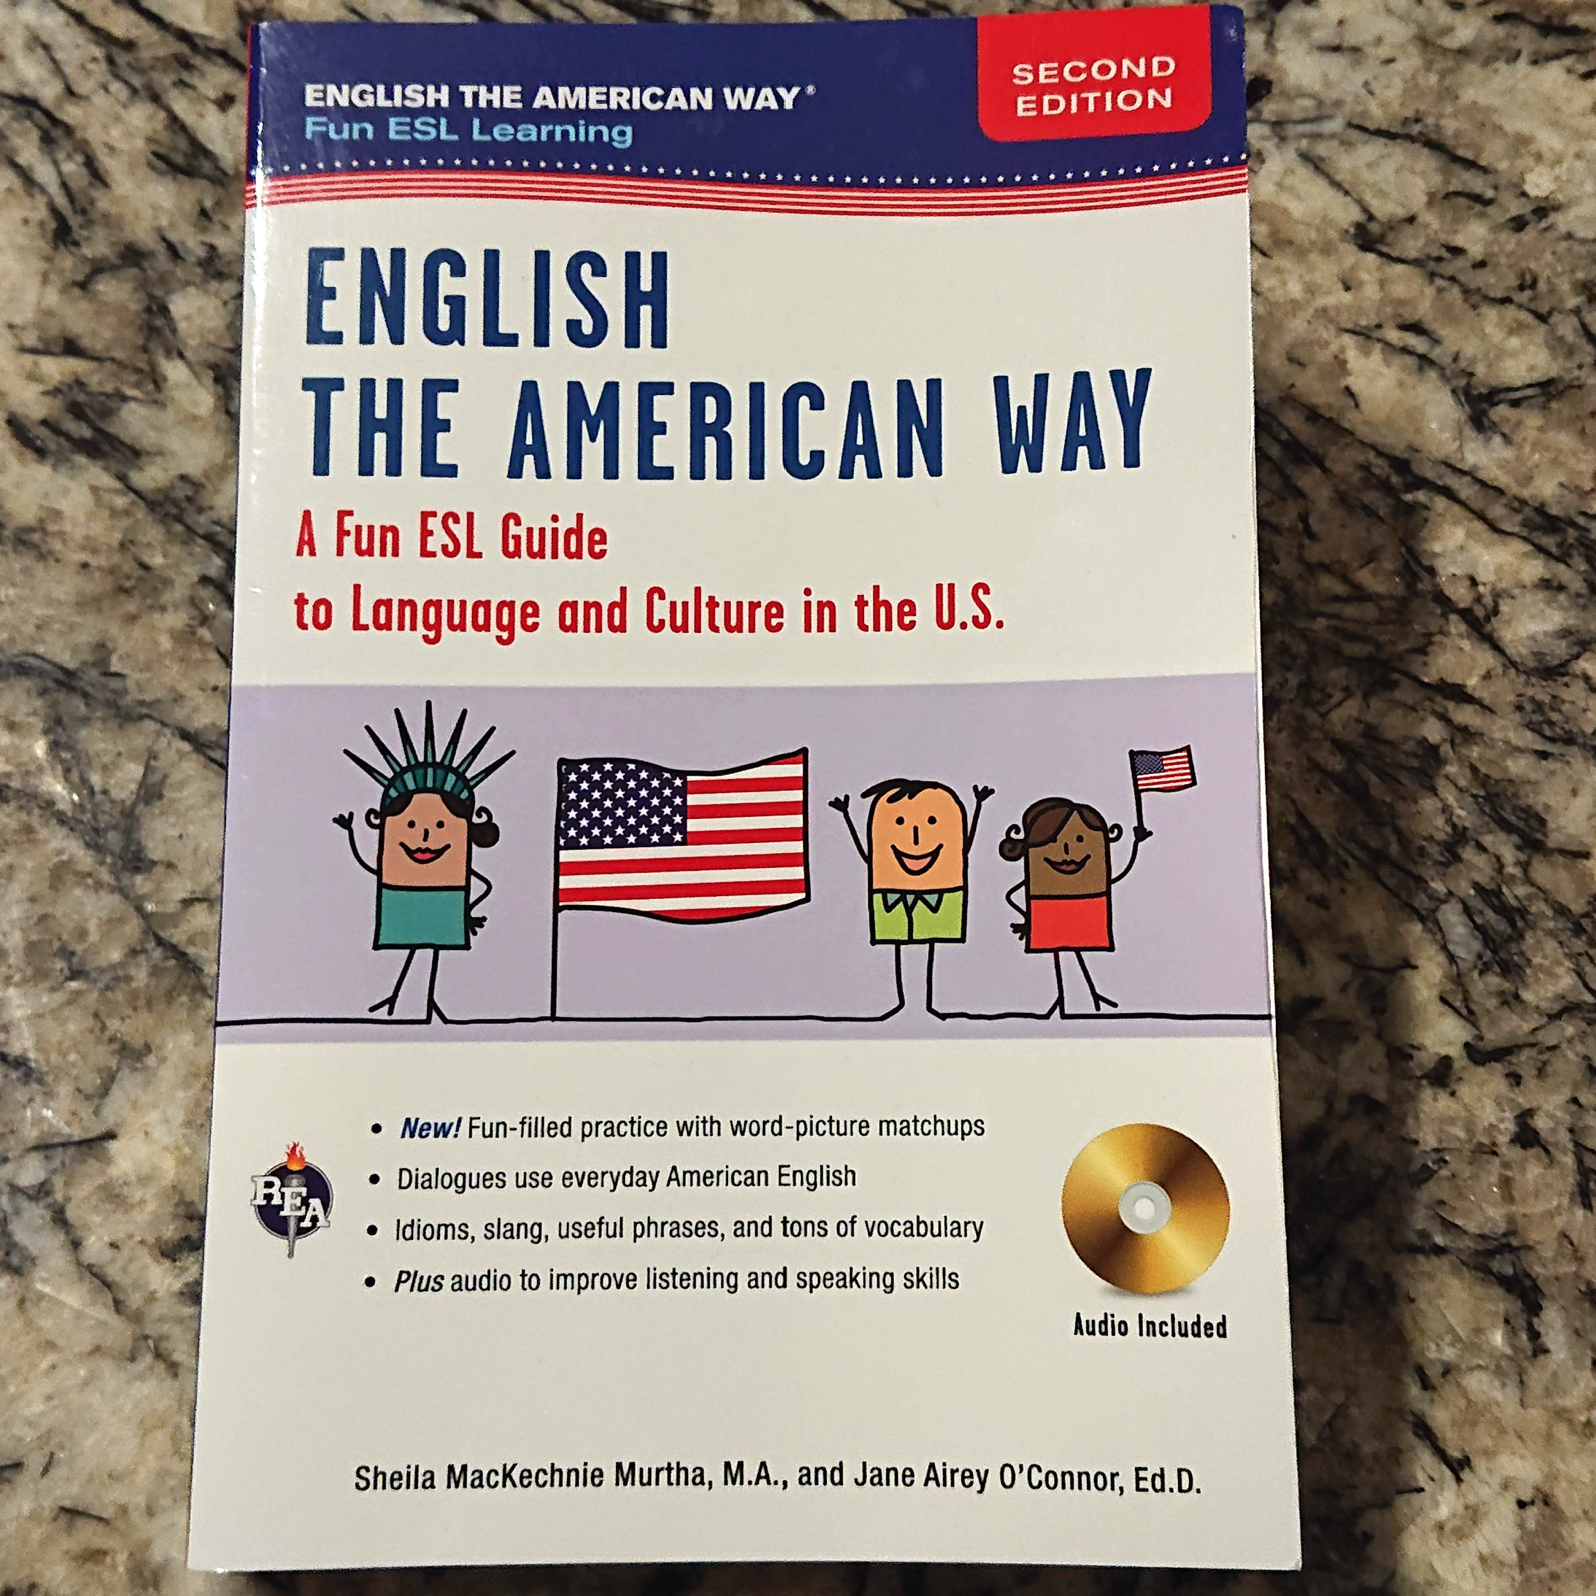 ENGLISH THE AMERICAN WAY®
Fun ESL Learning
SECOND
EDITION
ENGLISH
THE AMERICAN WAY
A Fun ESL Guide
to Language and Culture in the U.S.
• New! Fun-filled practice with word-picture matchups
• Dialogues use everyday American English
• Idioms, slang, useful phrases, and tons of vocabulary
• Plus audio to improve listening and speaking skills
REA
Audio Included
Sheila MacKechnie Murtha, M.A., and Jane Airey O'Connor, Ed.D.